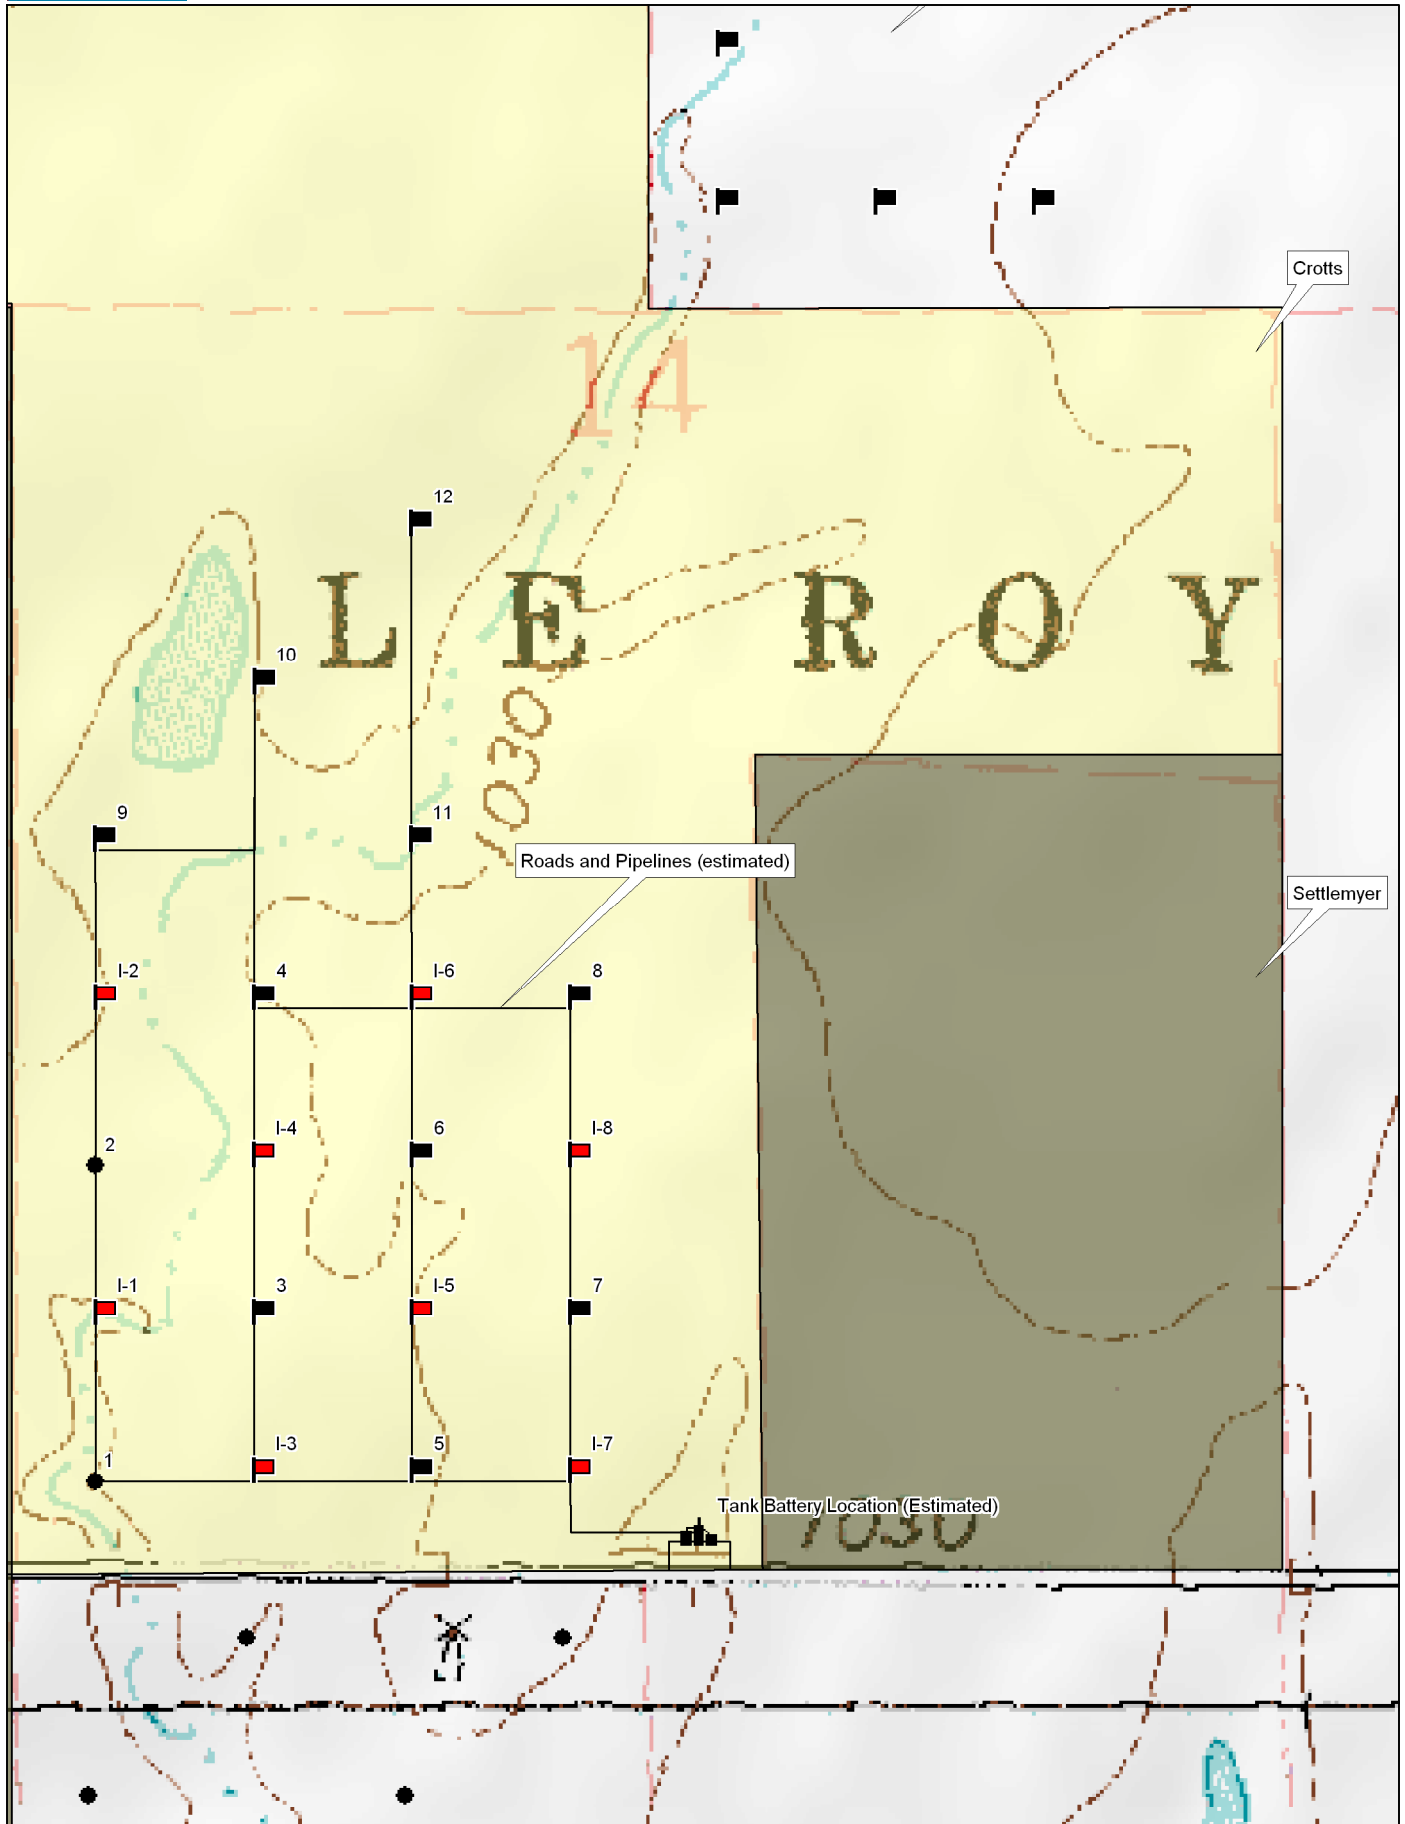 Crotts
14
12
L E R O Y
10
1030
9
11
Roads and Pipelines (estimated)
Settlemyer
I-2
4
I-6
8
2
I-4
6
I-8
I-1
3
I-5
7
1
I-3
5
I-7
Tank Battery Location (Estimated)
1030